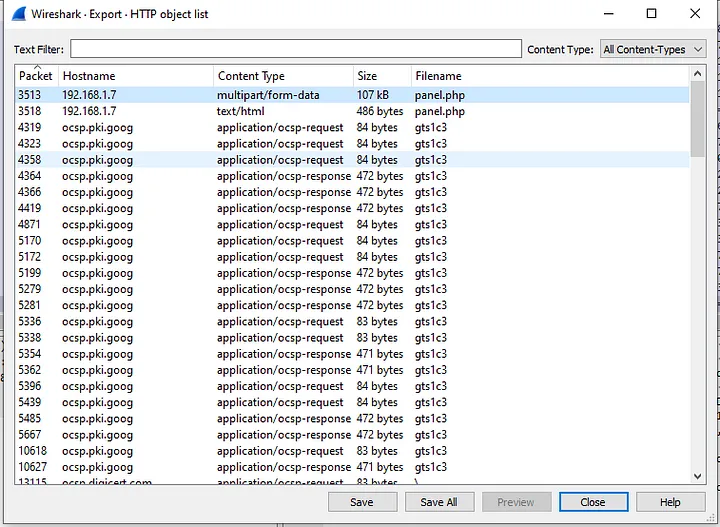 Wireshark · Export · HTTP object list
Text Filter: Content Type: All Content-Types
Packet Hostname Content Type Size Filename
3513 192.168.1.7 multipart/form-data 107 kB panel.php
3518 192.168.1.7 text/html 486 bytes panel.php
4319 ocsp.pki.goog application/ocsp-request 84 bytes gts1c3
4323 ocsp.pki.goog application/ocsp-request 84 bytes gts1c3
4358 ocsp.pki.goog application/ocsp-request 84 bytes gts1c3
4364 ocsp.pki.goog application/ocsp-response 472 bytes gts1c3
4366 ocsp.pki.goog application/ocsp-response 472 bytes gts1c3
4419 ocsp.pki.goog application/ocsp-response 472 bytes gts1c3
4871 ocsp.pki.goog application/ocsp-request 84 bytes gts1c3
5170 ocsp.pki.goog application/ocsp-request 84 bytes gts1c3
5172 ocsp.pki.goog application/ocsp-request 84 bytes gts1c3
5199 ocsp.pki.goog application/ocsp-response 472 bytes gts1c3
5279 ocsp.pki.goog application/ocsp-response 472 bytes gts1c3
5281 ocsp.pki.goog application/ocsp-response 472 bytes gts1c3
5336 ocsp.pki.goog application/ocsp-request 83 bytes gts1c3
5338 ocsp.pki.goog application/ocsp-request 83 bytes gts1c3
5354 ocsp.pki.goog application/ocsp-response 471 bytes gts1c3
5362 ocsp.pki.goog application/ocsp-response 471 bytes gts1c3
5396 ocsp.pki.goog application/ocsp-request 84 bytes gts1c3
5439 ocsp.pki.goog application/ocsp-request 84 bytes gts1c3
5485 ocsp.pki.goog application/ocsp-response 472 bytes gts1c3
5667 ocsp.pki.goog application/ocsp-response 472 bytes gts1c3
10618 ocsp.pki.goog application/ocsp-request 83 bytes gts1c3
10627 ocsp.pki.goog application/ocsp-response 471 bytes gts1c3
13115 ocsp.digicert.com application/ocsp-request 83 bytes \
Save Save All Preview Close Help